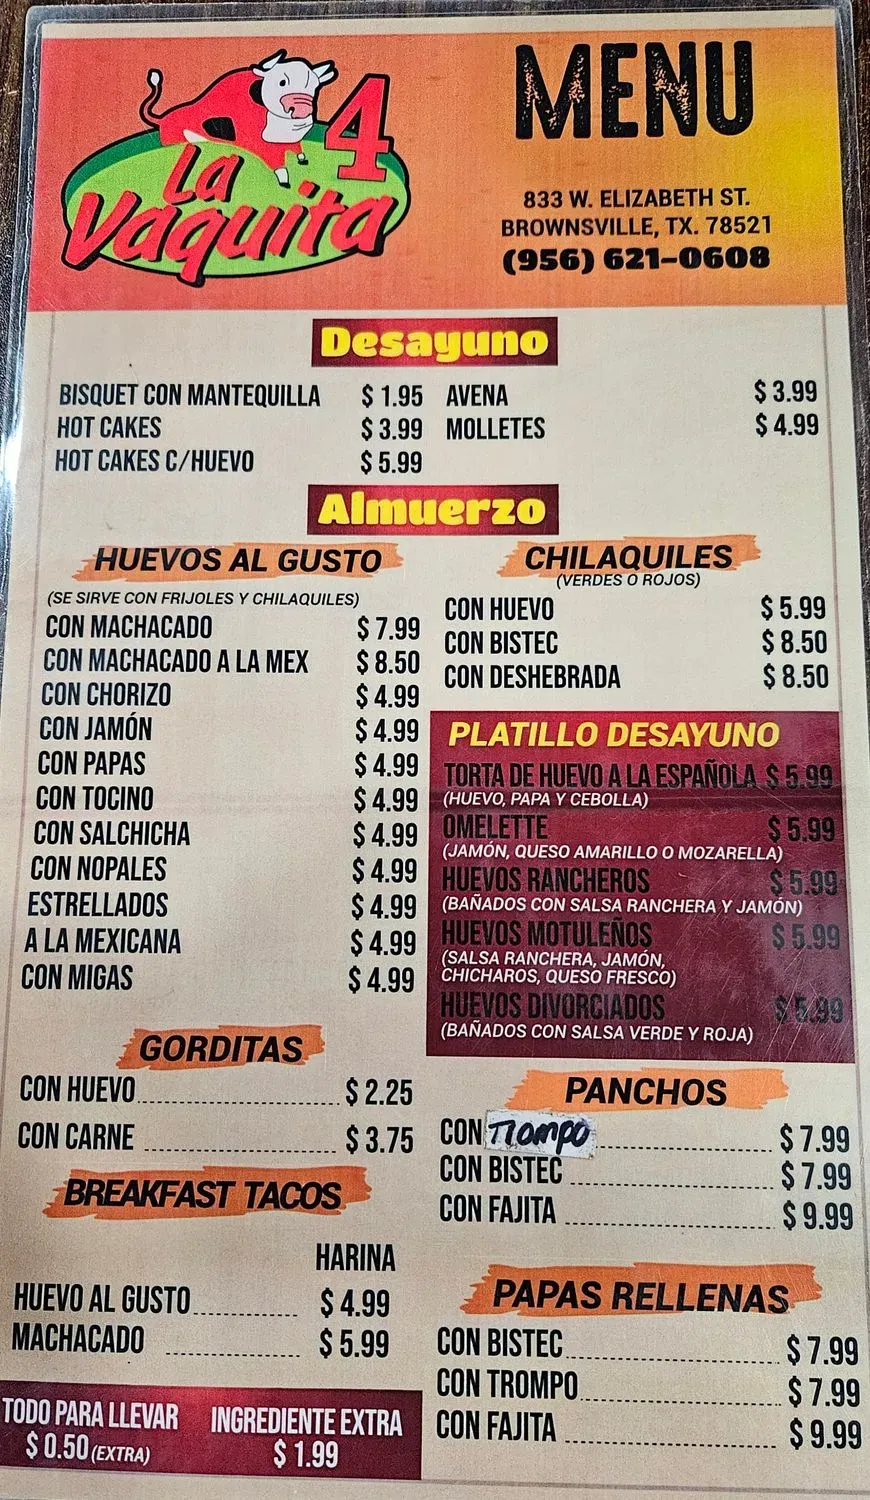 La Vaquita 4
MENU
833 W. ELIZABETH ST.
BROWNSVILLE, TX. 78521
(956) 621-0608
Desayuno
BISQUET CON MANTEQUILLA $ 1.95
HOT CAKES $ 3.99
HOT CAKES C/HUEVO $ 5.99
AVENA $ 3.99
MOLLETES $ 4.99
Almuerzo
HUEVOS AL GUSTO
(SE SIRVE CON FRIJOLES Y CHILAQUILES)
CON MACHACADO $ 7.99
CON MACHACADO A LA MEX $ 8.50
CON CHORIZO $ 4.99
CON JAMÓN $ 4.99
CON PAPAS $ 4.99
CON TOCINO $ 4.99
CON SALCHICHA $ 4.99
CON NOPALES $ 4.99
ESTRELLADOS $ 4.99
A LA MEXICANA $ 4.99
CON MIGAS $ 4.99
GORDITAS
CON HUEVO $ 2.25
CON CARNE $ 3.75
BREAKFAST TACOS
HARINA
HUEVO AL GUSTO $ 4.99
MACHACADO $ 5.99
TODO PARA LLEVAR
$ 0.50 (EXTRA)
INGREDIENTE EXTRA
$ 1.99
CHILAQUILES
(VERDES O ROJOS)
CON HUEVO $ 5.99
CON BISTEC $ 8.50
CON DESHEBRADA $ 8.50
PLATILLO DESAYUNO
TORTA DE HUEVO A LA ESPAÑOLA $ 5.99
(HUEVO, PAPA Y CEBOLLA)
OMELETTE $ 5.99
(JAMÓN, QUESO AMARILLO O MOZARELLA)
HUEVOS RANCHEROS $ 5.99
(BAÑADOS CON SALSA RANCHERA Y JAMÓN)
HUEVOS MOTULEÑOS $ 5.99
(SALSA RANCHERA, JAMÓN,
CHICHAROS, QUESO FRESCO)
HUEVOS DIVORCIADOS $ 5.99
(BAÑADOS CON SALSA VERDE Y ROJA)
PANCHOS
CON Trompo $ 7.99
CON BISTEC $ 7.99
CON FAJITA $ 9.99
PAPAS RELLENAS
CON BISTEC $ 7.99
CON TROMPO $ 7.99
CON FAJITA $ 9.99